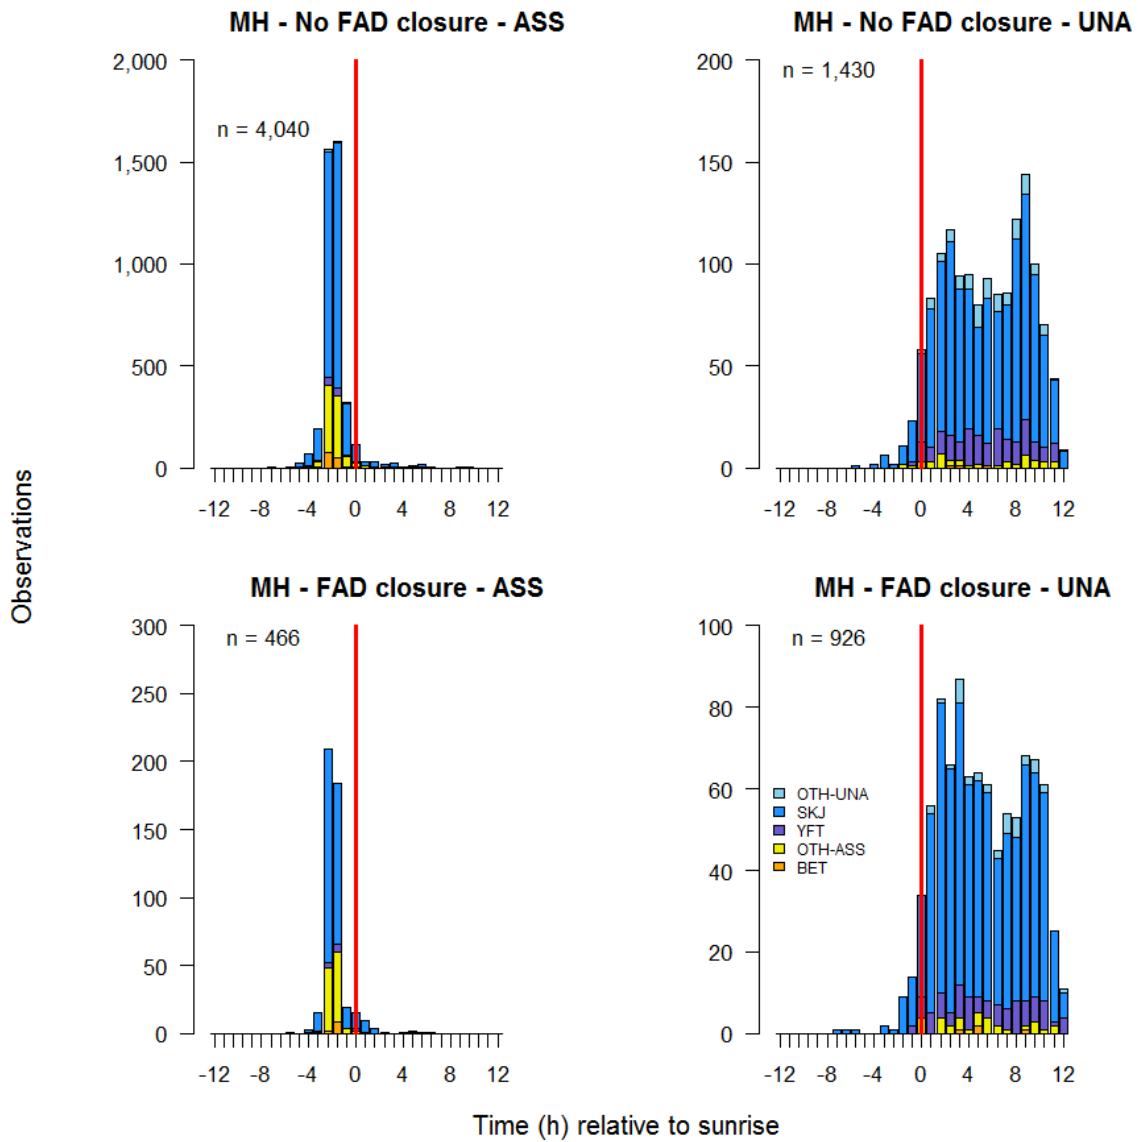 MH - No FAD closure - ASS
2,000
1,500
1,000
500
0
n = 4,040
-12 -8 -4 0 4 8 12
MH - No FAD closure - UNA
200
150
100
50
0
n = 1,430
-12 -8 -4 0 4 8 12
Observations
MH - FAD closure - ASS
300
250
200
150
100
50
0
n = 466
-12 -8 -4 0 4 8 12
MH - FAD closure - UNA
100
80
60
40
20
0
n = 926
OTH-UNA
SKJ
YFT
OTH-ASS
BET
-12 -8 -4 0 4 8 12
Time (h) relative to sunrise